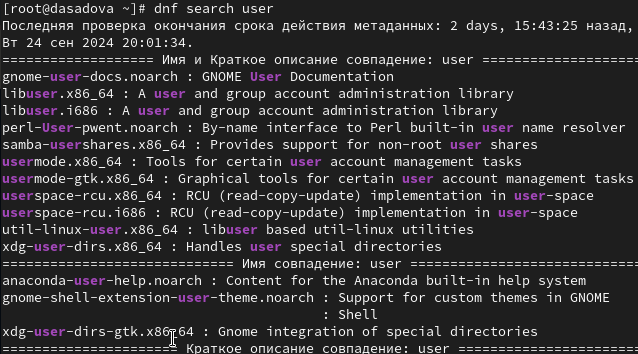 [root@dasadova ~]# dnf search user
Последняя проверка окончания срока действия метаданных: 2 days, 15:43:25 назад,
Вт 24 сен 2024 20:01:34.
=================== Имя и Краткое описание совпадение: user ====================
gnome-user-docs.noarch : GNOME User Documentation
libuser.x86_64 : A user and group account administration library
libuser.i686 : A user and group account administration library
perl-User-pwent.noarch : By-name interface to Perl built-in user name resolver
samba-usershares.x86_64 : Provides support for non-root user shares
usermode.x86_64 : Tools for certain user account management tasks
usermode-gtk.x86_64 : Graphical tools for certain user account management tasks
userspace-rcu.x86_64 : RCU (read-copy-update) implementation in user-space
userspace-rcu.i686 : RCU (read-copy-update) implementation in user-space
util-linux-user.x86_64 : libuser based util-linux utilities
xdg-user-dirs.x86_64 : Handles user special directories
============================= Имя совпадение: user =============================
anaconda-user-help.noarch : Content for the Anaconda built-in help system
gnome-shell-extension-user-theme.noarch : Support for custom themes in GNOME
: Shell
xdg-user-dirs-gtk.x86_64 : Gnome integration of special directories
====================== Краткое описание совпадение: user =======================